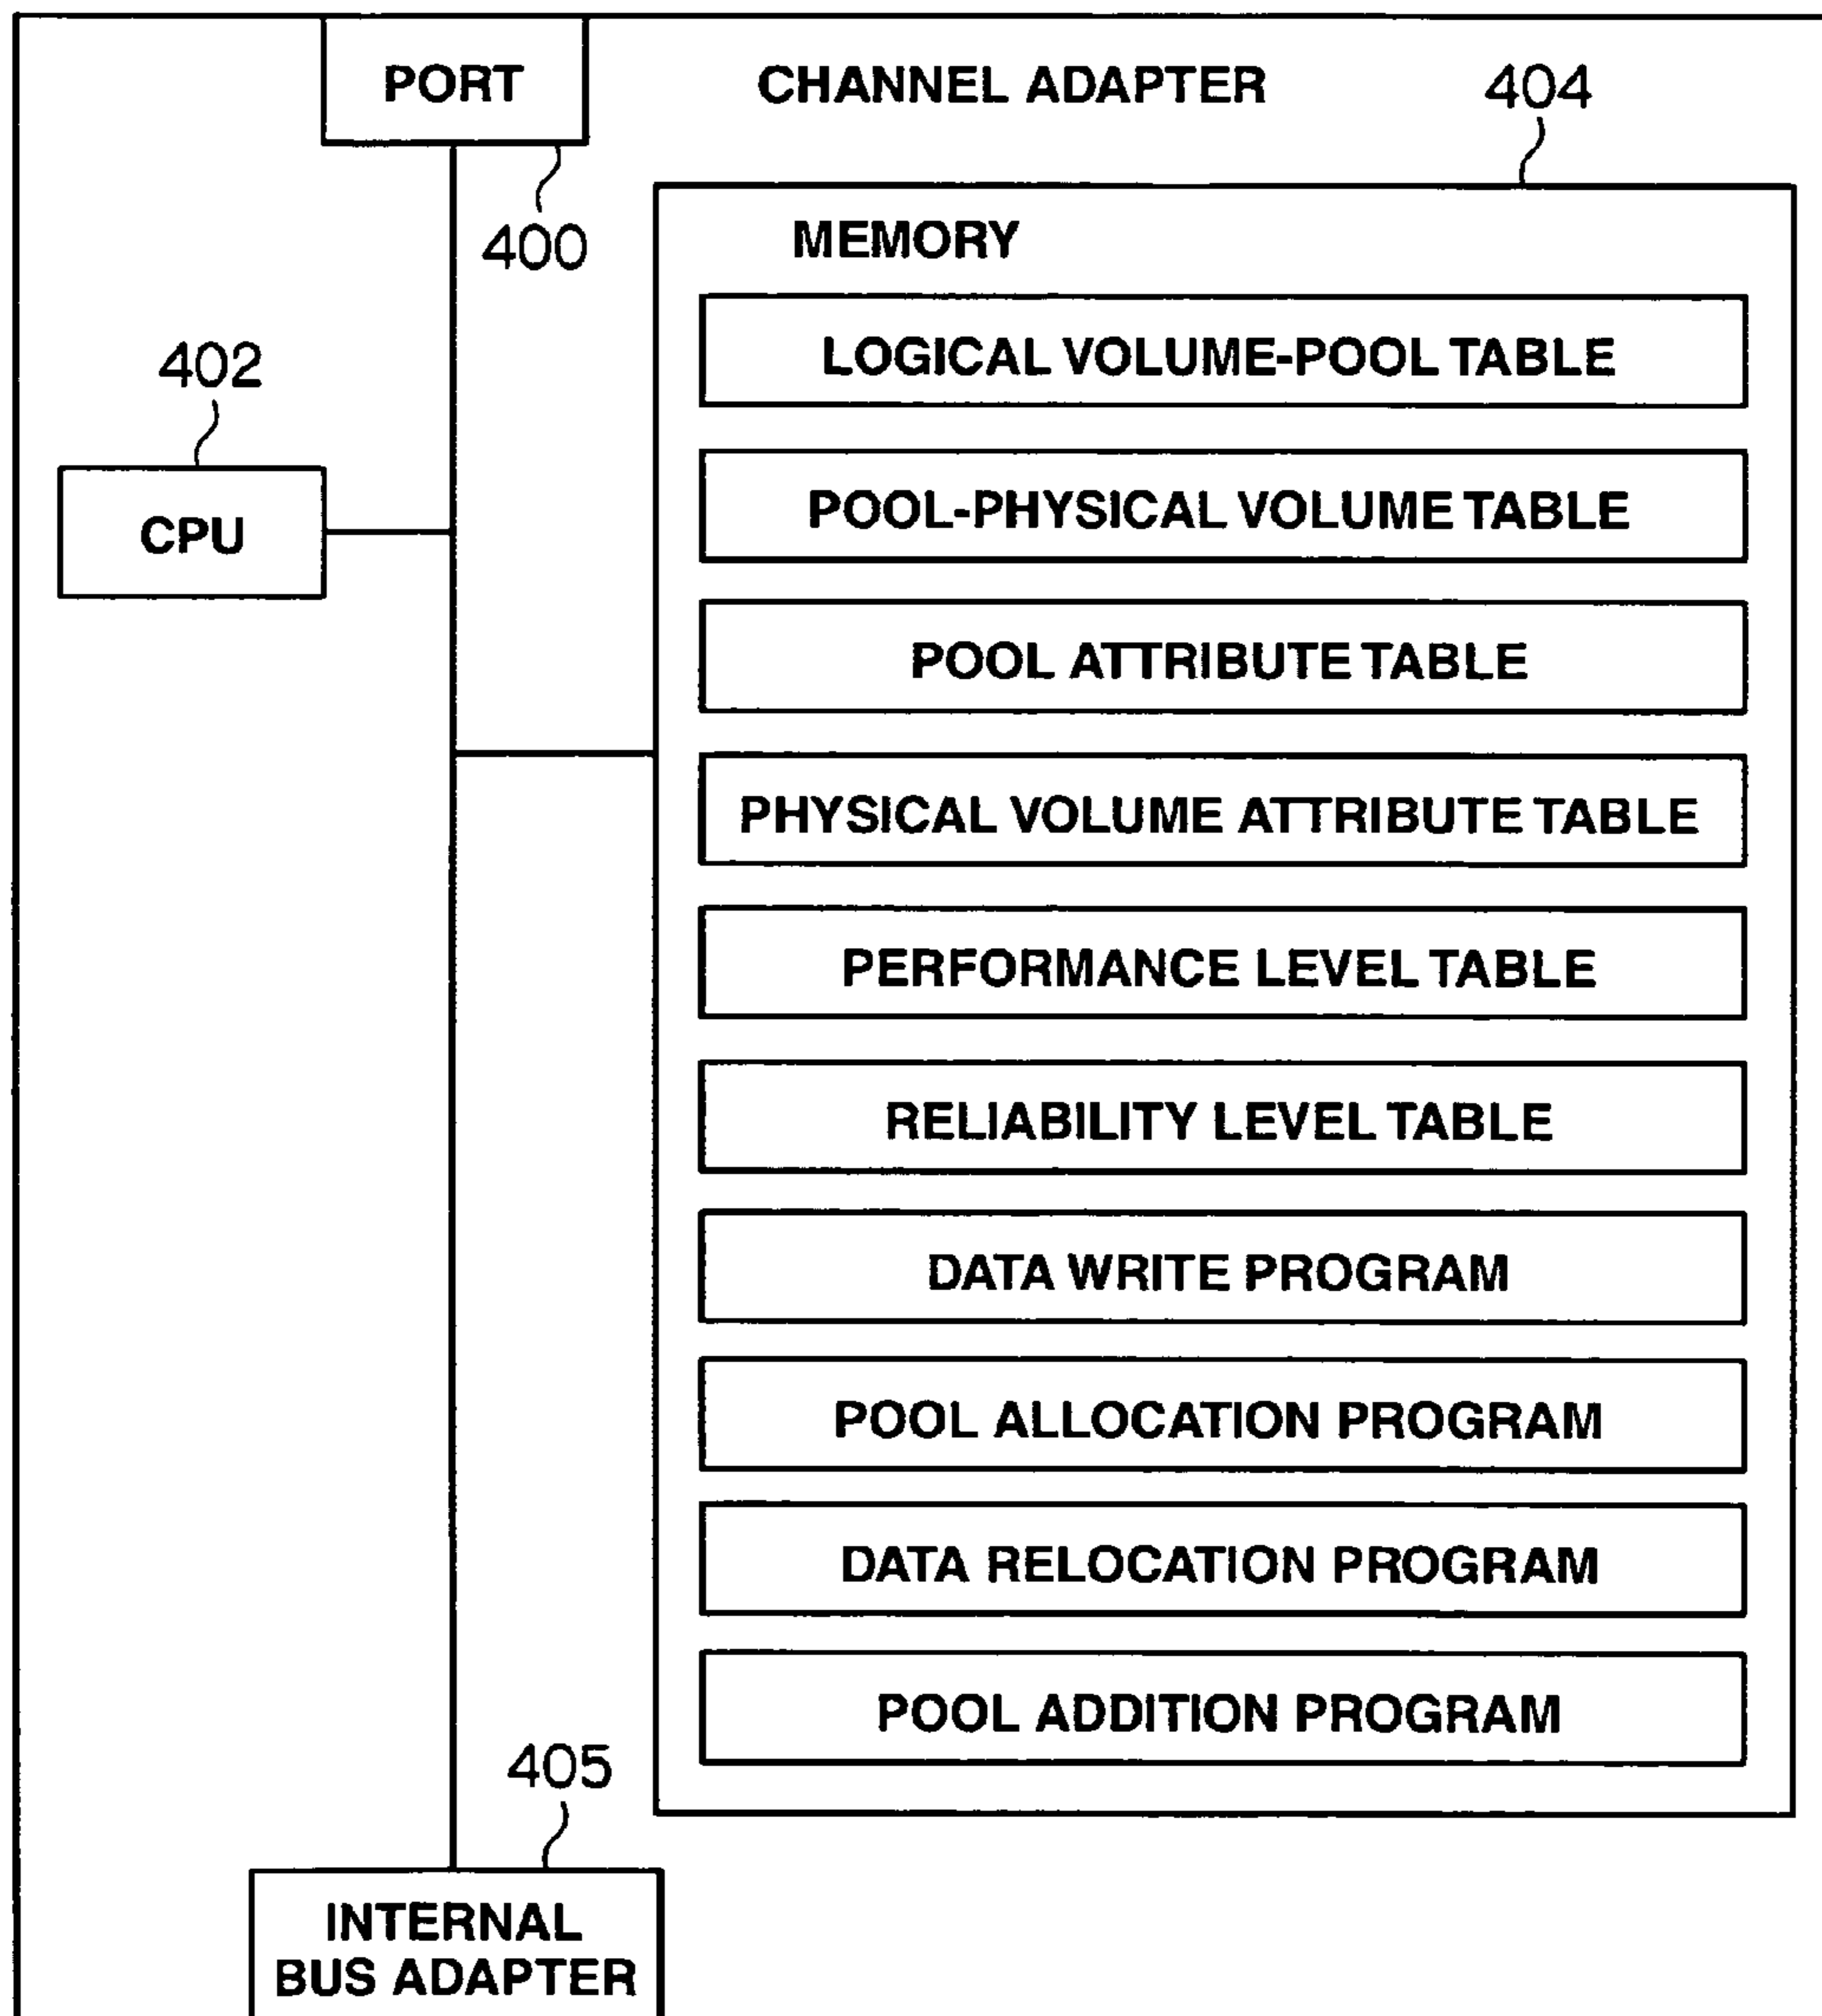 PORT
CHANNEL ADAPTER
404
400
MEMORY
LOGICAL VOLUME-POOL TABLE
402
POOL-PHYSICAL VOLUME TABLE
CPU
POOL ATTRIBUTE TABLE
PHYSICAL VOLUME ATTRIBUTE TABLE
PERFORMANCE LEVEL TABLE
RELIABILITY LEVEL TABLE
DATA WRITE PROGRAM
POOL ALLOCATION PROGRAM
DATA RELOCATION PROGRAM
POOL ADDITION PROGRAM
405
INTERNAL
BUS ADAPTER